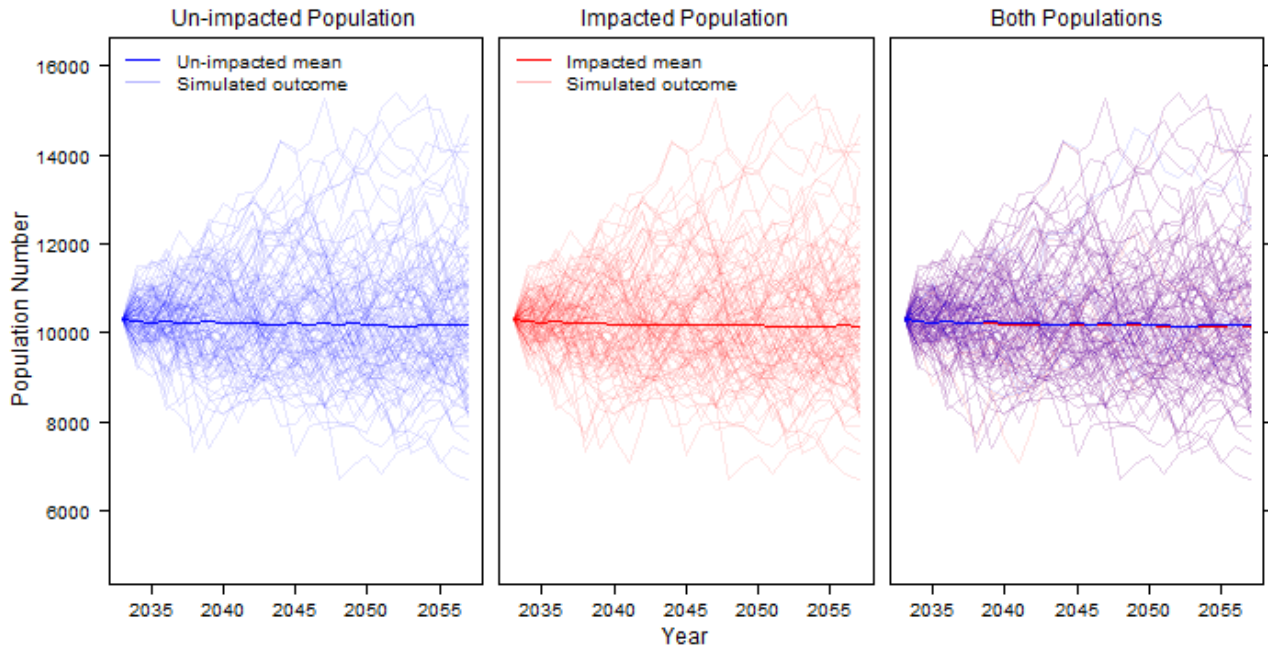 Un-impacted Population
Impacted Population
Both Populations
Un-impacted mean
Simulated outcome
Impacted mean
Simulated outcome
Population Number
16000
14000
12000
10000
8000
6000
2035 2040 2045 2050 2055
2035 2040 2045 2050 2055
2035 2040 2045 2050 2055
Year